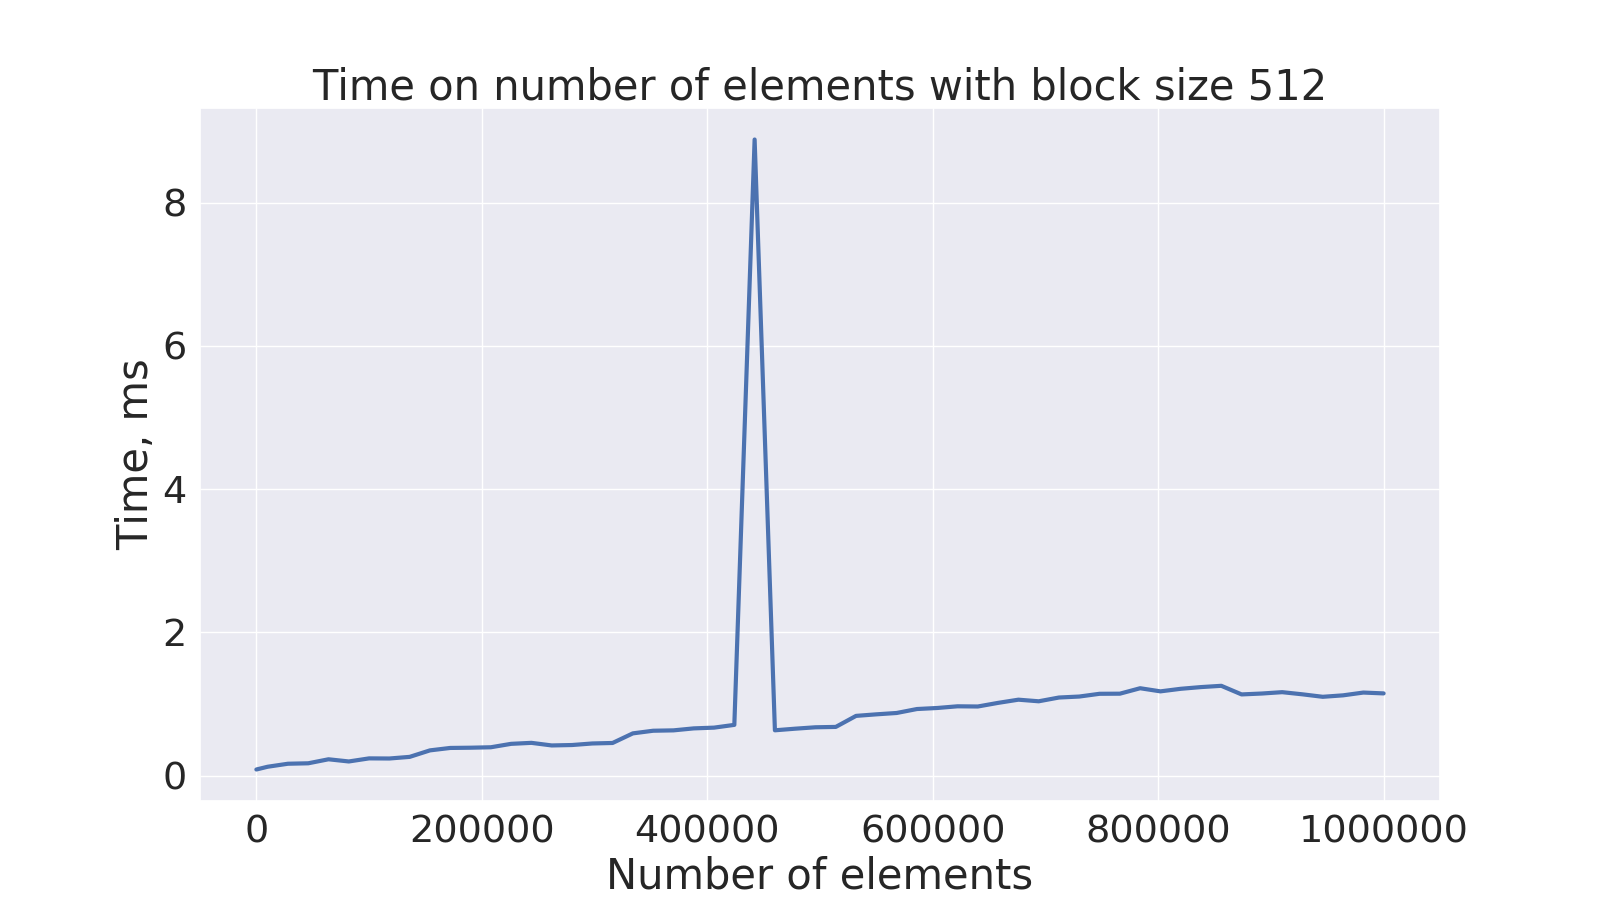 Time on number of elements with block size 512
8
6
4
2
0
Time, ms
0 200000 400000 600000 800000 1000000
Number of elements